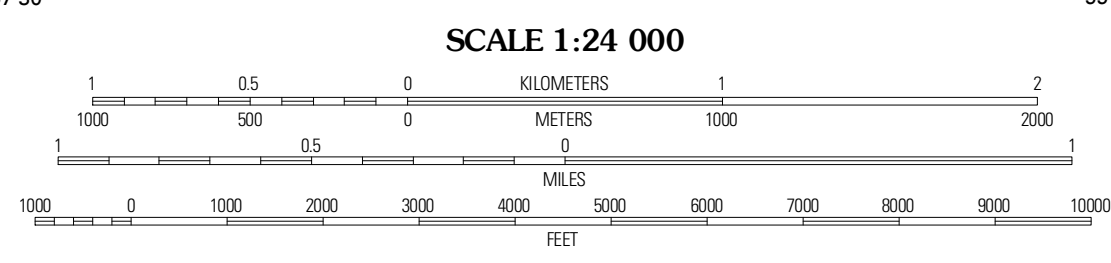 SCALE 1:24 000
1 0.5 0 KILOMETERS 1 2
1000 500 0 METERS 1000 2000
1 0.5 0 1
MILES
1000 0 1000 2000 3000 4000 5000 6000 7000 8000 9000 10000
FEET